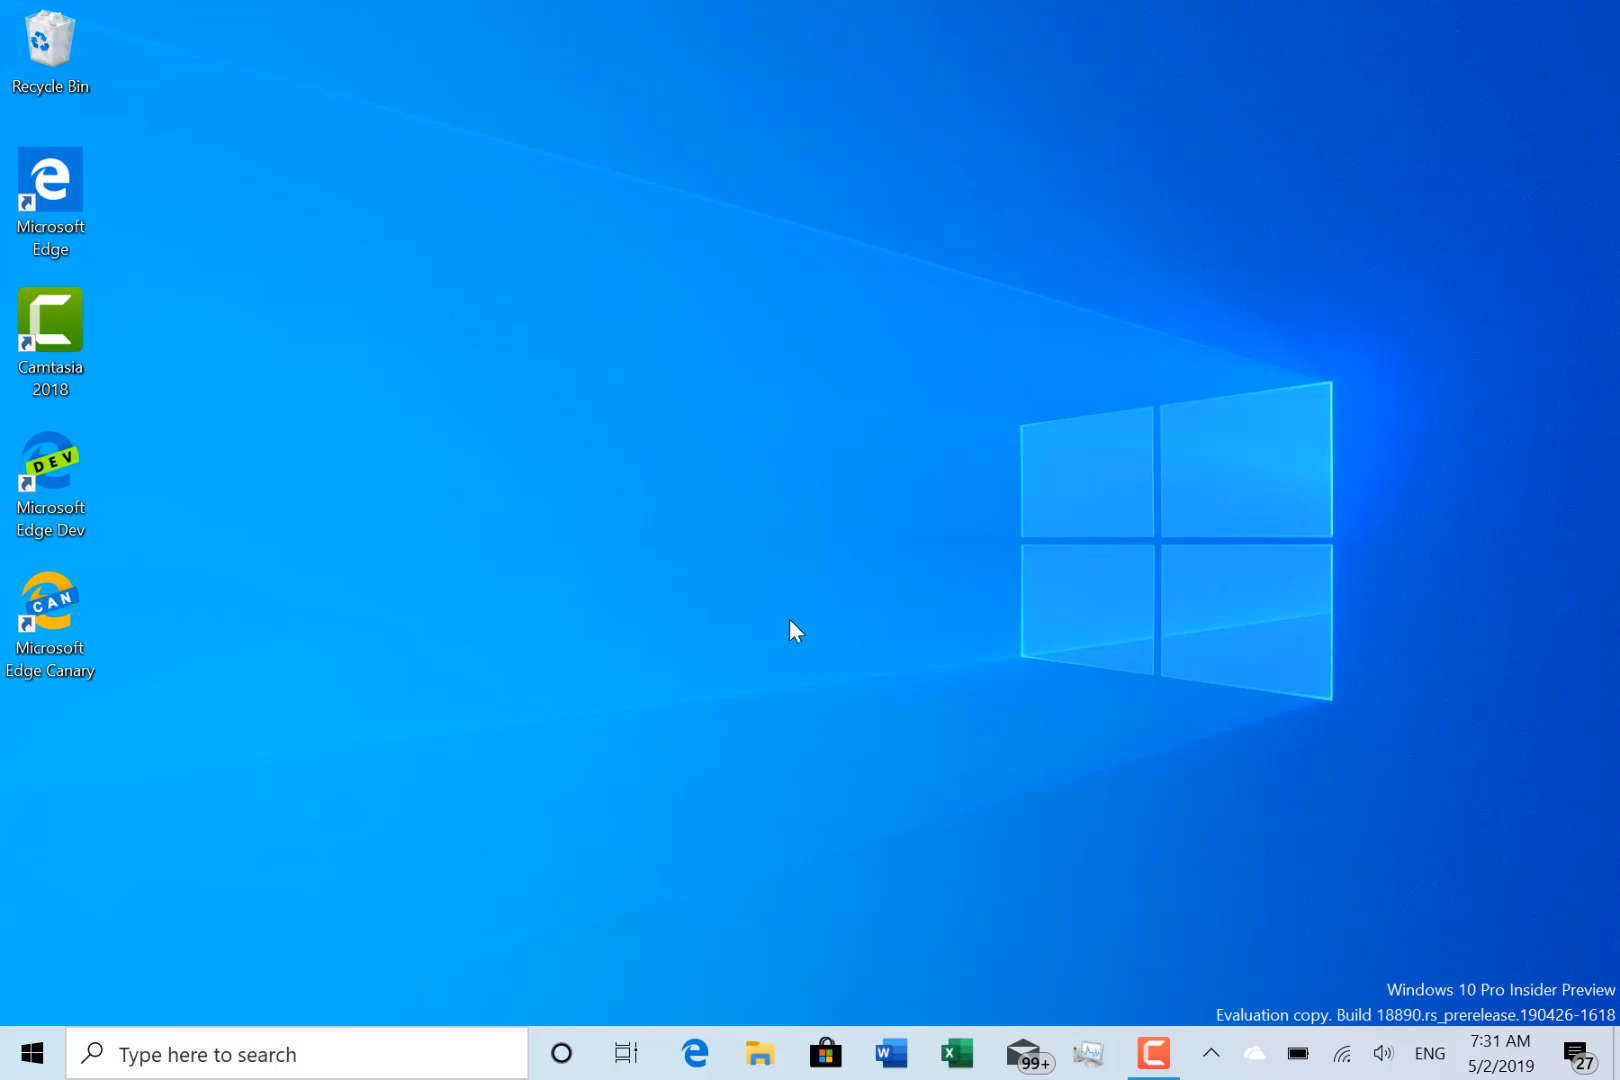 Recycle Bin
Microsoft
Edge
Camtasia
2018
DEV
Microsoft
Edge Dev
CAN
Microsoft
Edge Canary
Windows 10 Pro Insider Preview
Evaluation copy. Build 18890.rs_prerelease.190426-1618
Type here to search
99+
ENG
7:31 AM
5/2/2019
27